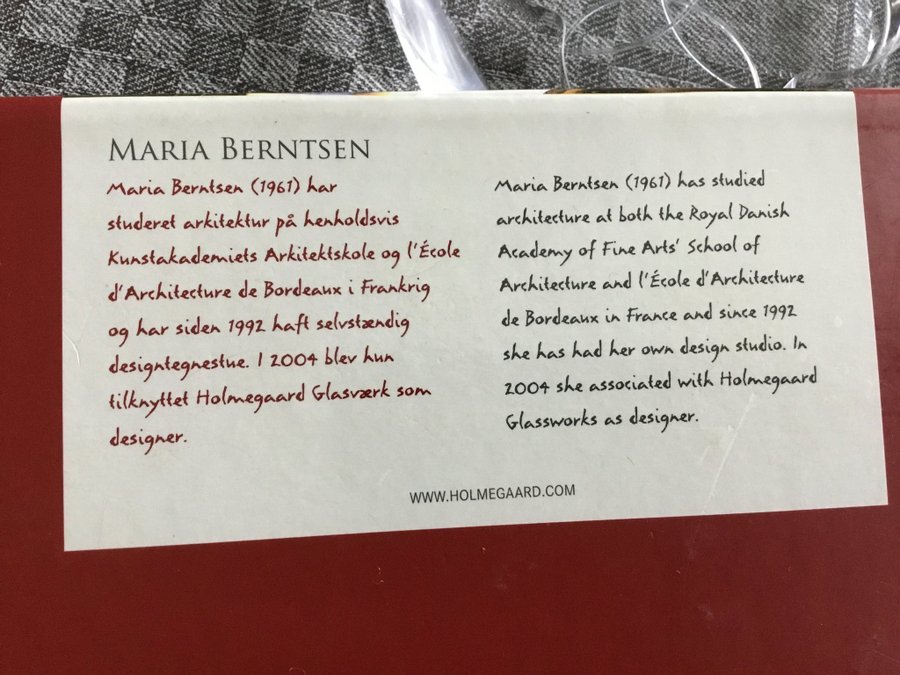 MARIA BERNTSEN
Maria Berntsen (1961) har
studeret arkitektur på henholdsvis
Kunstakademiets Arkitektskole og l'École
d'Architecture de Bordeaux i Frankrig
og har siden 1992 haft selvstændig
designtegnestue. I 2004 blev hun
tilknyttet Holmegaard Glasværk som
designer.
Maria Berntsen (1961) has studied
architecture at both the Royal Danish
Academy of Fine Arts' School of
Architecture and l'École d'Architecture
de Bordeaux in France and since 1992
she has had her own design studio. In
2004 she associated with Holmegaard
Glassworks as designer.
WWW.HOLMEGAARD.COM